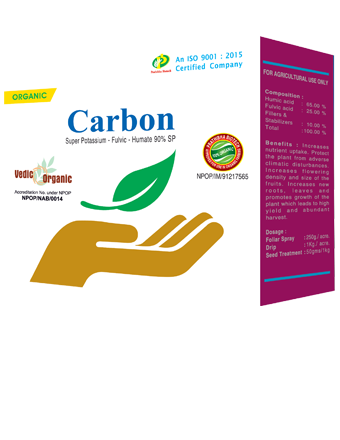 An ISO 9001 : 2015
Certified Company
ORGANIC
Carbon
Super Potassium - Fulvic - Humate 90% SP
Vedic Organic
Accreditation No. under NPOP
NPOP/NAB/0014
100% ORGANIC
NPOP/IM/91217565
FOR AGRICULTURAL USE ONLY
Composition :
Humic acid : 65.00 %
Fulvic acid : 25.00 %
Fillers &
Stabilizers : 10.00 %
Total :100.00 %
Benefits : Increases
nutrient uptake. Protect
the plant from adverse
climatic disturbances.
Increases flowering
density and size of the
fruits. Increases new
roots, leaves and
promotes growth of the
plant which leads to high
yield and abundant
harvest.
Dosage :
Foliar Spray : 250g / acre.
Drip : 1Kg / acre.
Seed Treatment : 50gms/1kg